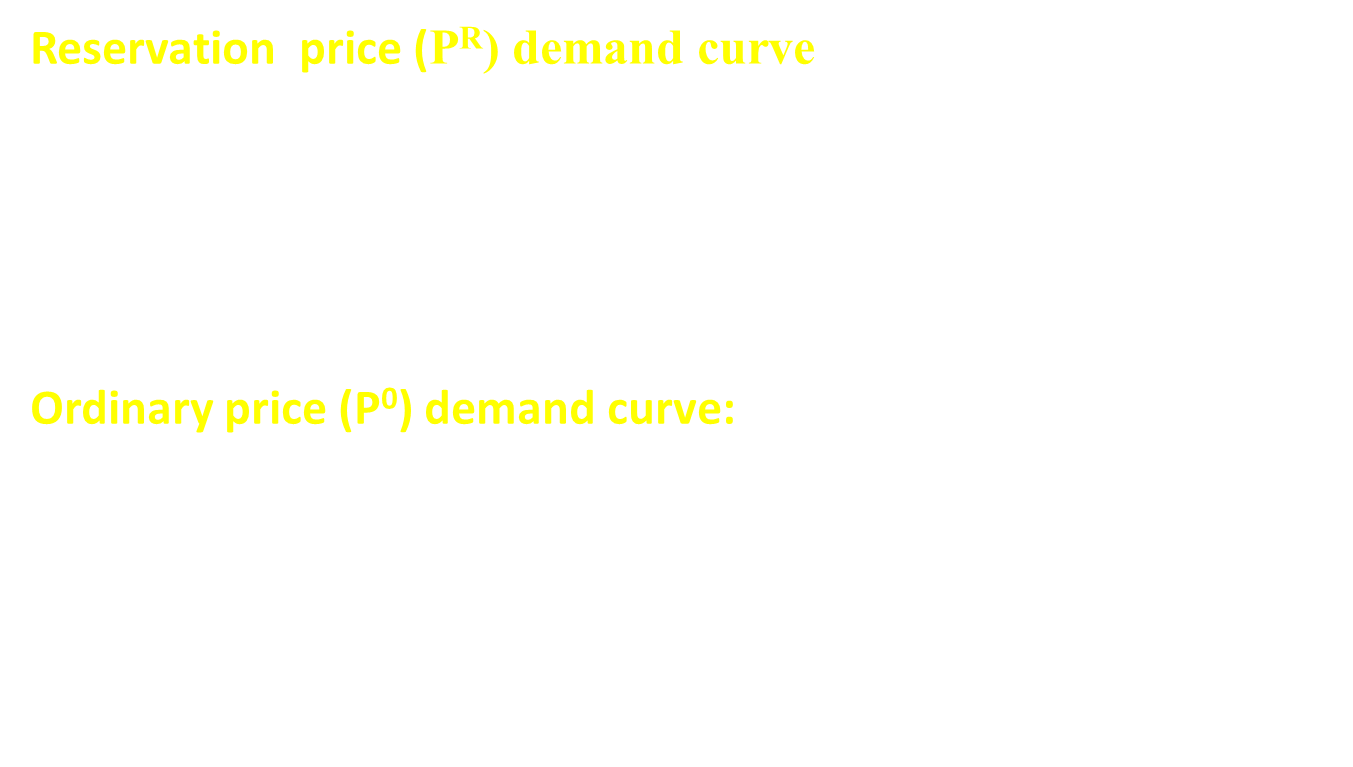 Reservation  price (Pᴿ) demand curve
Ordinary price (P⁰) demand curve: